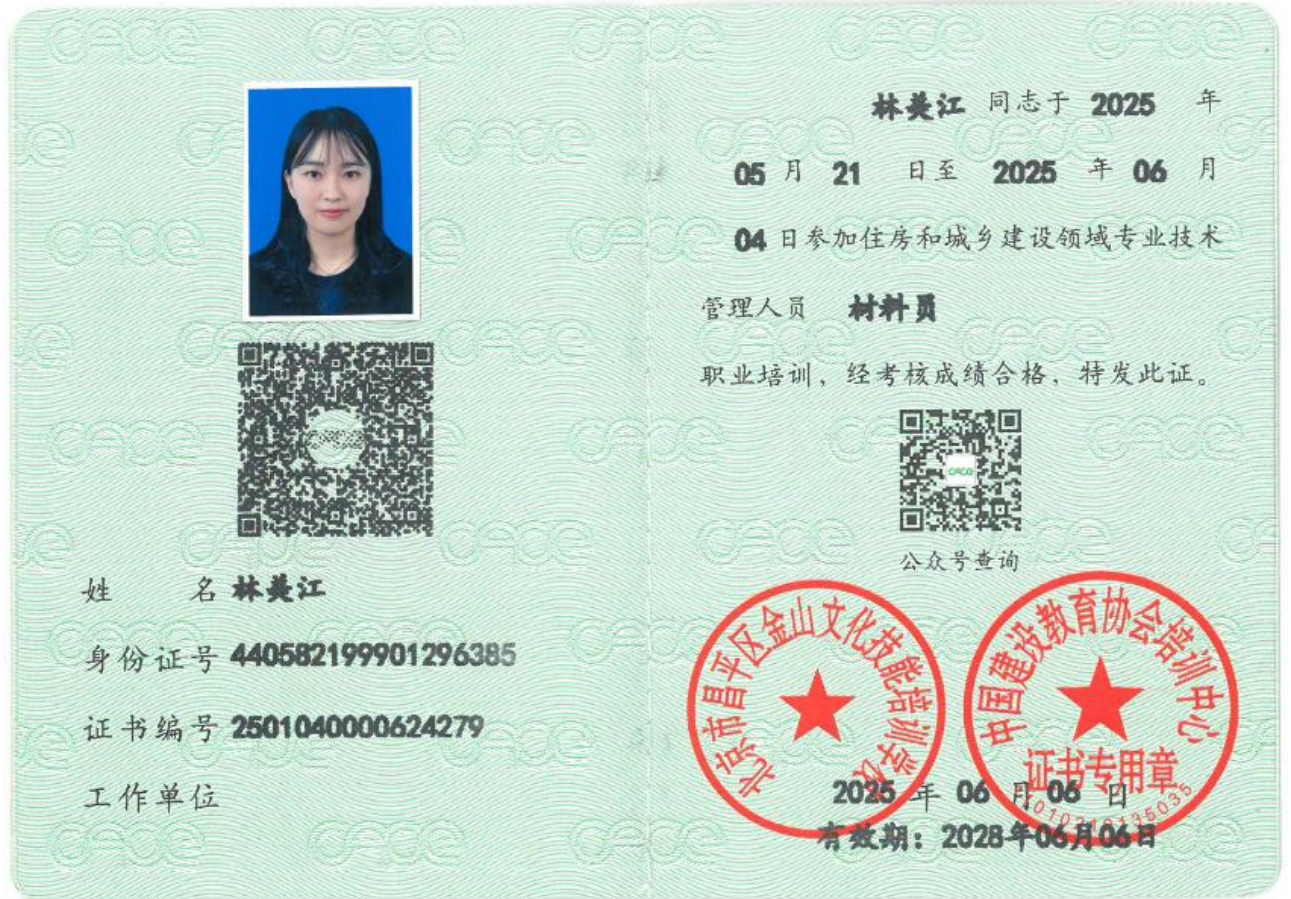 姓 名 林美江
身份证号 440582199901296385
证书编号 2501040000624279
工作单位
林美江 同志于 2025 年
05 月 21 日至 2025 年 06 月
04 日参加住房和城乡建设领域专业技术
管理人员 材料员
职业培训，经考核成绩合格，特发此证。
公众号查询
北京市昌平区金山文化技能培训学校
中国建设教育协会培训中心
证书专用章
2025 年 06 月 06 日
有效期：2028年06月06日